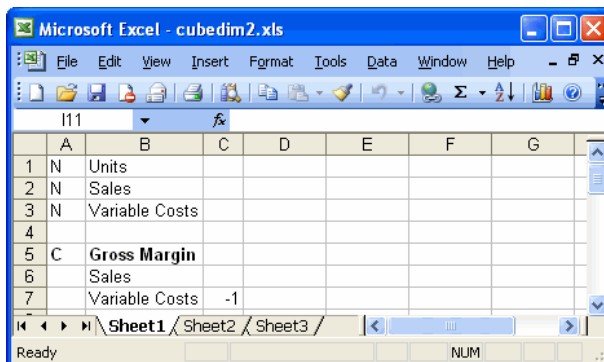 Microsoft Excel - cubedim2.xls
File Edit View Insert Format Tools Data Window Help
Σ
I11 fx
A B C D E F G
1 N Units
2 N Sales
3 N Variable Costs
4
5 C Gross Margin
6 Sales
7 Variable Costs -1
Sheet1 / Sheet2 / Sheet3 /
Ready NUM